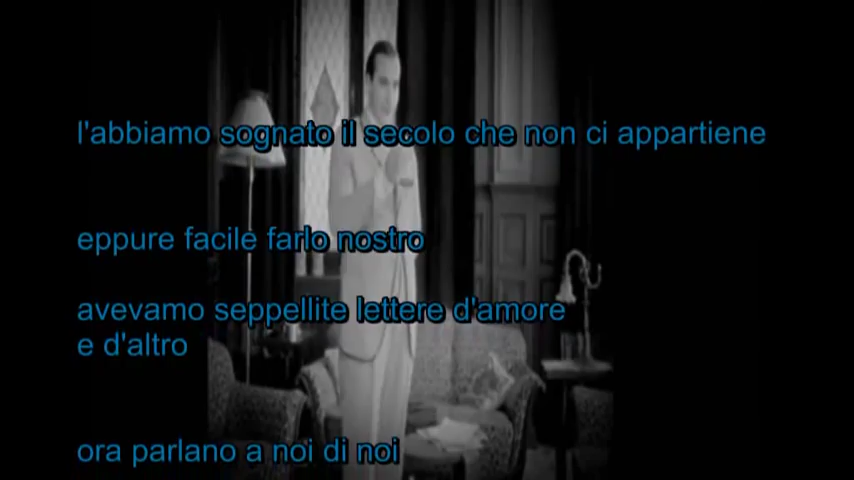 l'abbiamo sognato il secolo che non ci appartiene
eppure facile farlo nostro
avevamo seppellite lettere d'amore
e d'altro
ora parlano a noi di noi